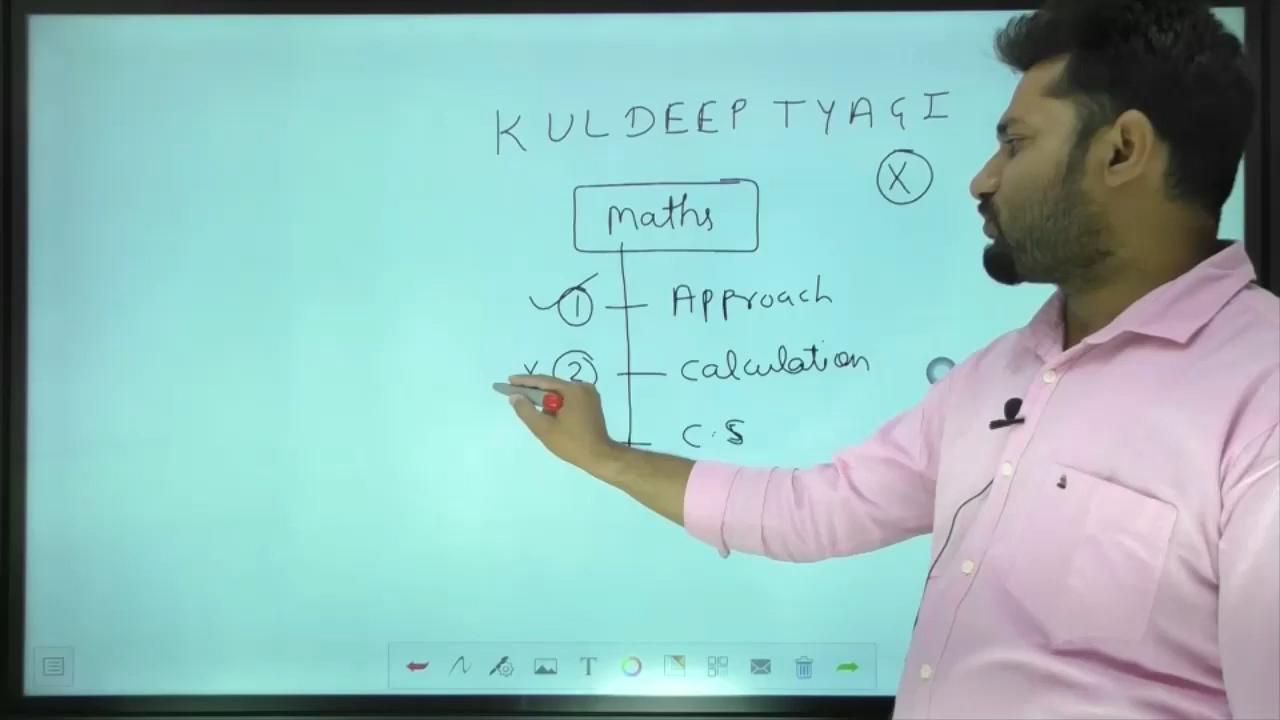 KULDEEP TYAGI
X
Maths
1 Approach
x 2 Calculation
C.S
T